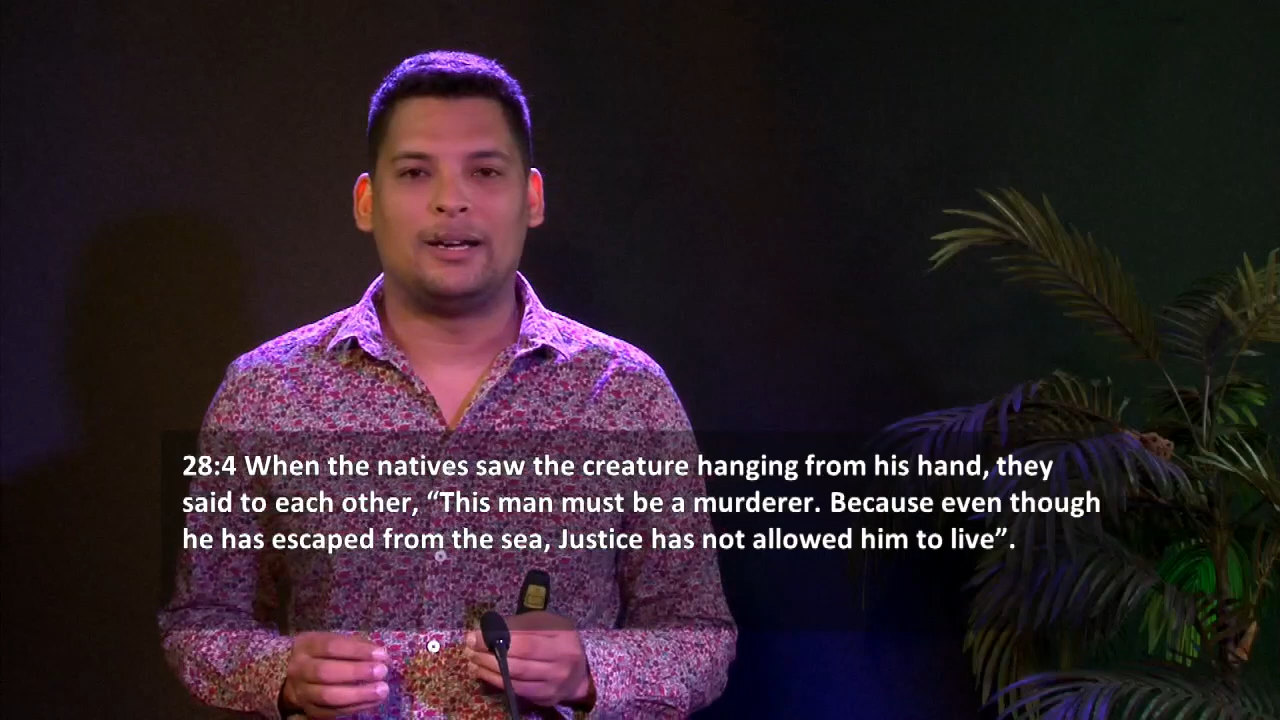 28:4 When the natives saw the creature hanging from his hand, they
said to each other, “This man must be a murderer. Because even though
he has escaped from the sea, Justice has not allowed him to live”.